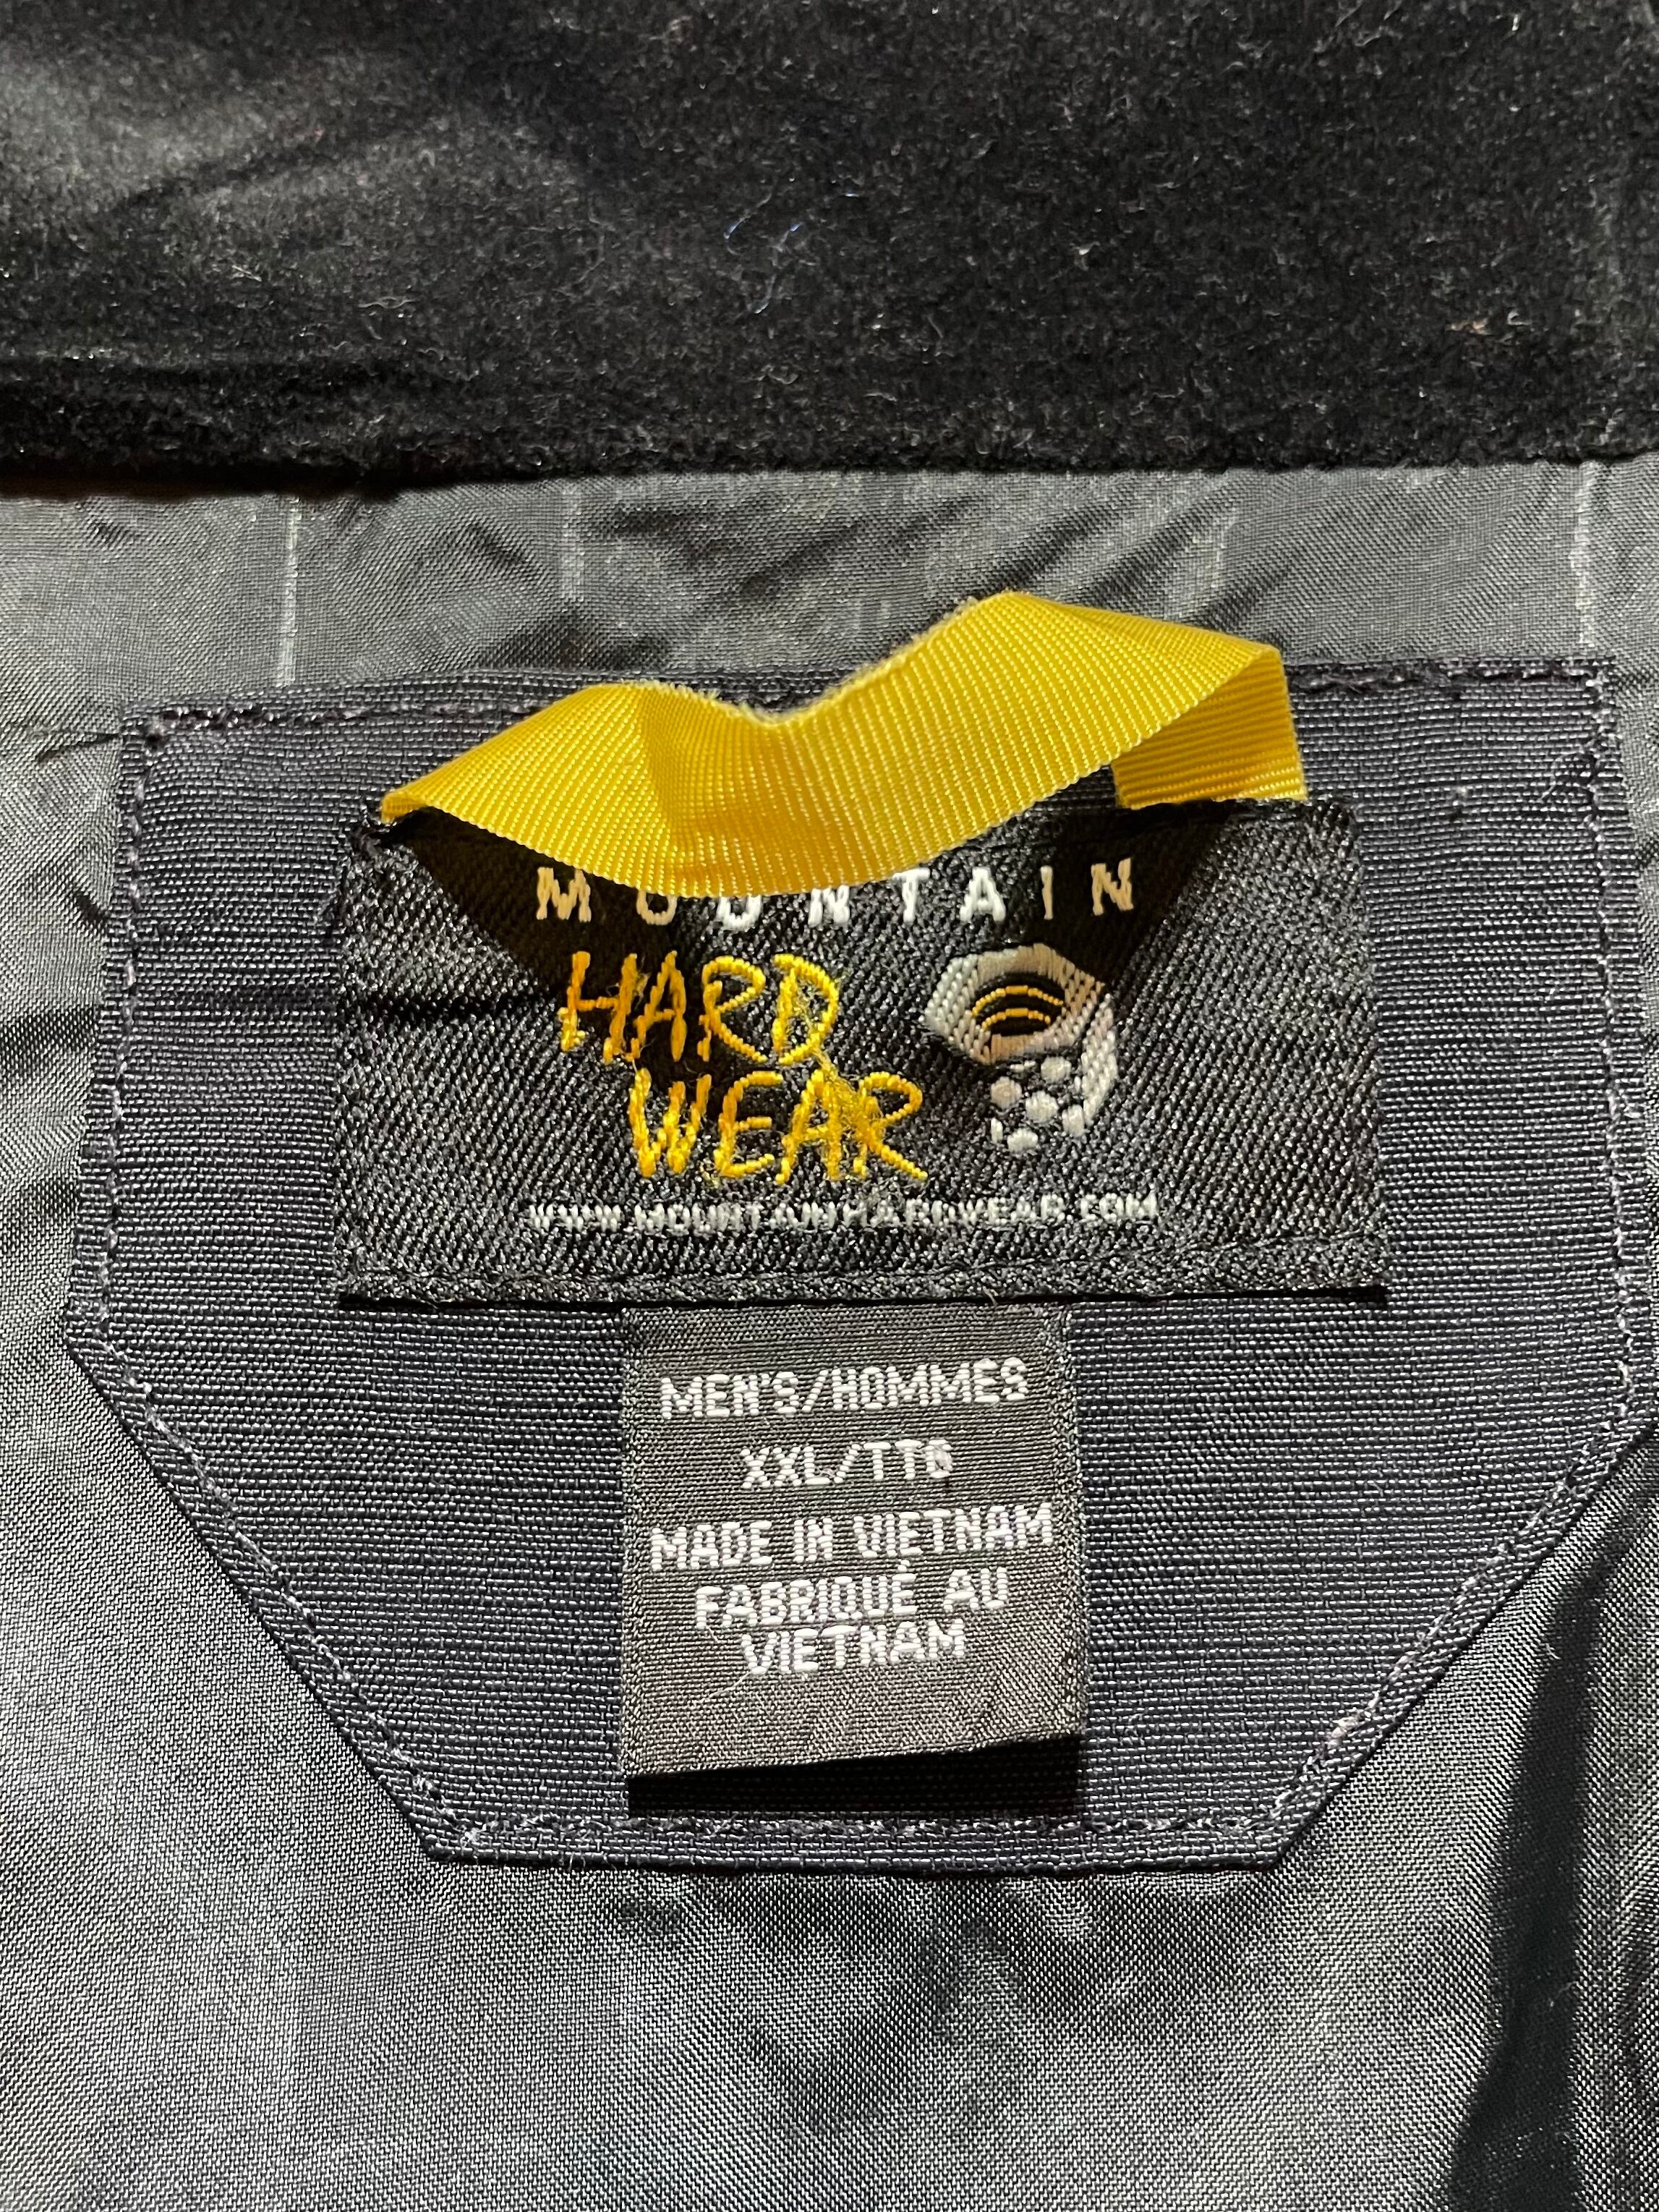 MOUNTAIN
HARD
WEAR
WWW.MOUNTAINHARDWEAR.COM
MEN'S/HOMMES
XXL/TTG
MADE IN VIETNAM
FABRIQUÉ AU
VIETNAM